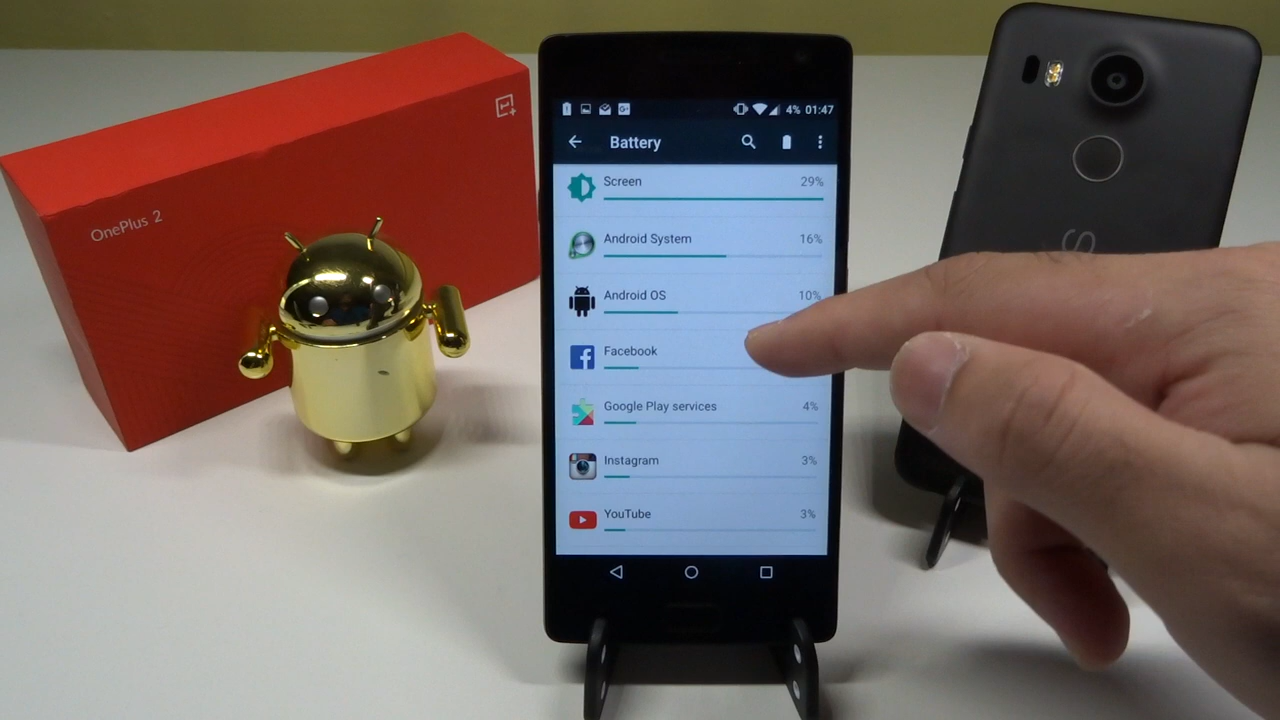 OnePlus 2
4% 01:47
Battery
Screen 29%
Android System 16%
Android OS 10%
Facebook
Google Play services 4%
Instagram 3%
YouTube 3%
S